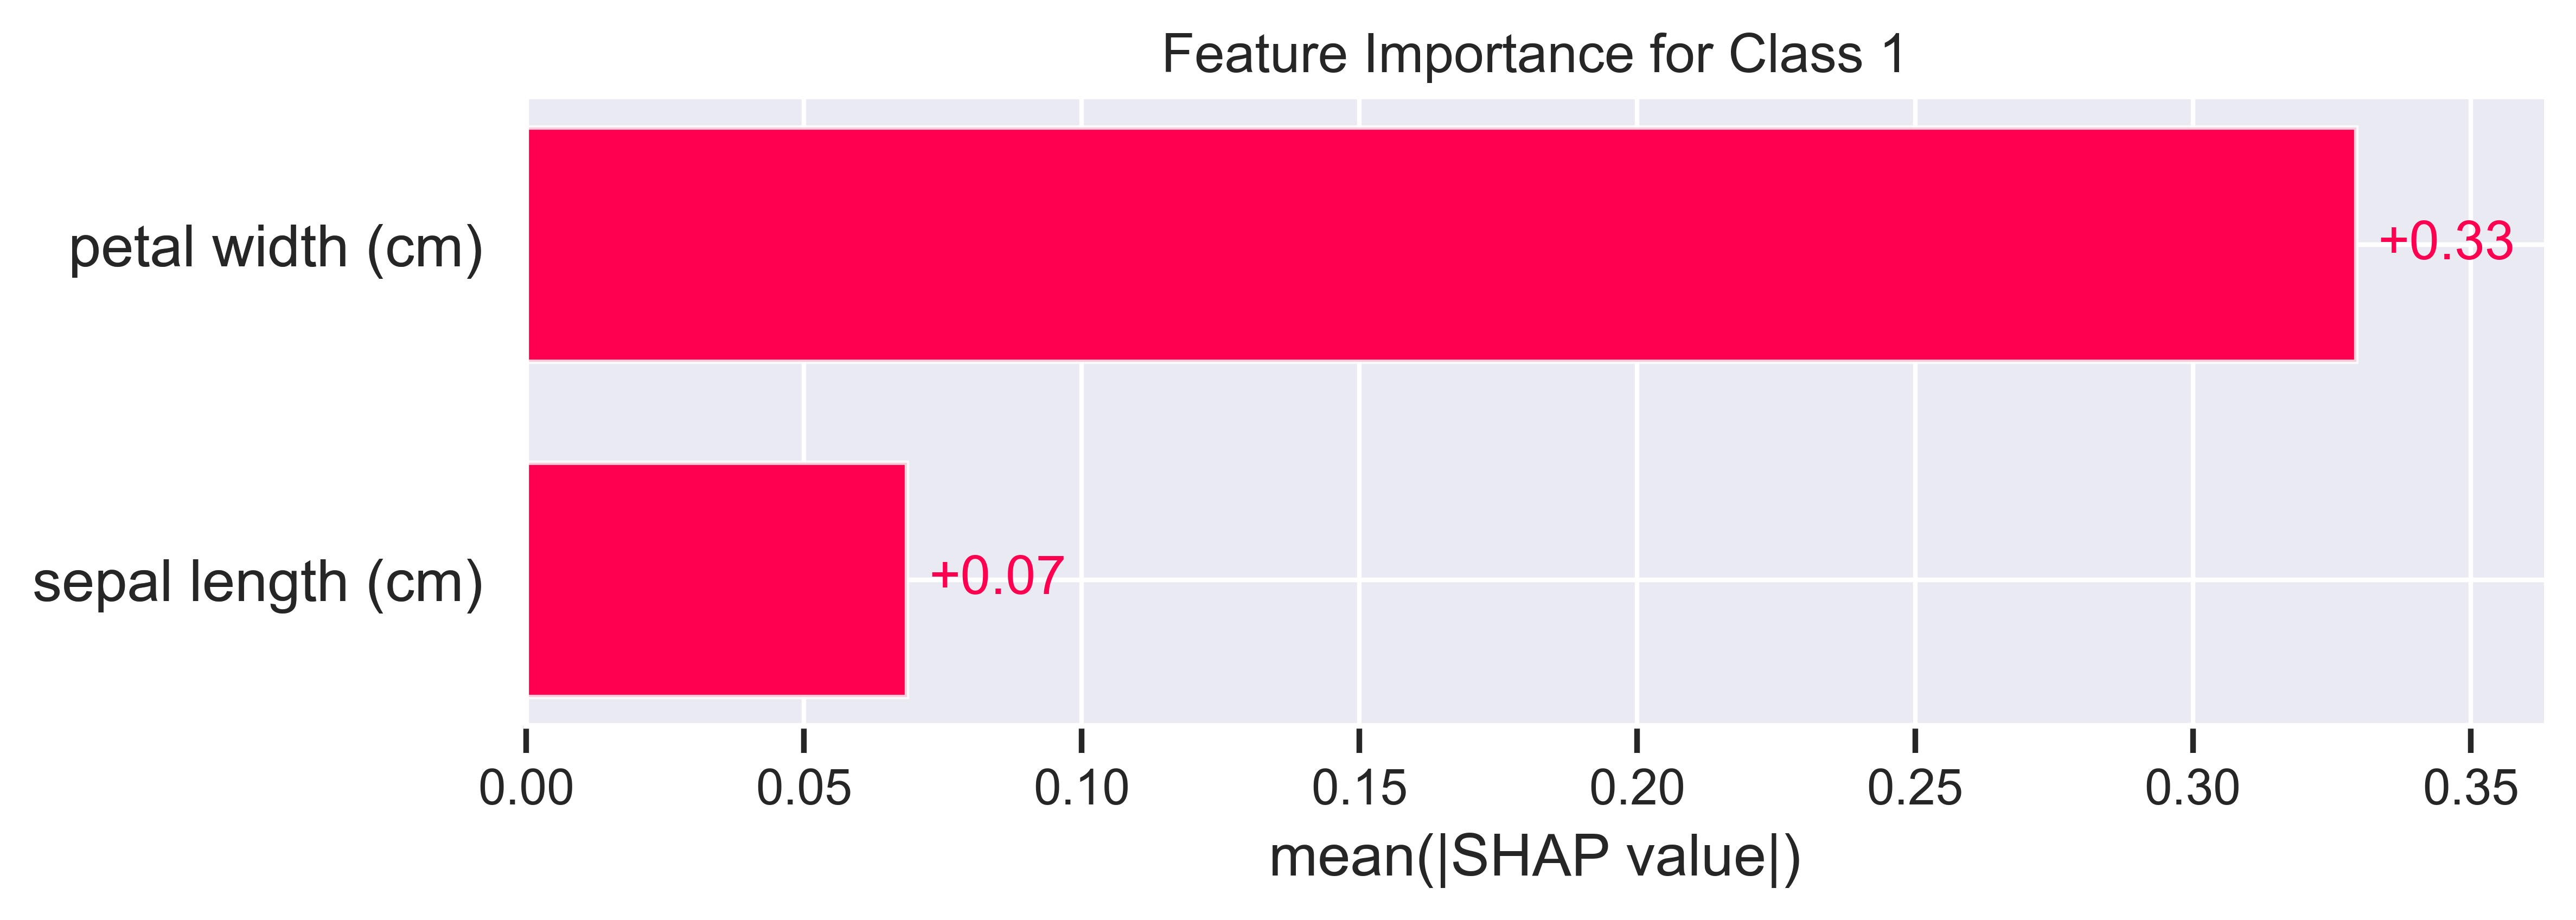 Feature Importance for Class 1
petal width (cm)
+0.33
sepal length (cm)
+0.07
0.00 0.05 0.10 0.15 0.20 0.25 0.30 0.35
mean(|SHAP value|)